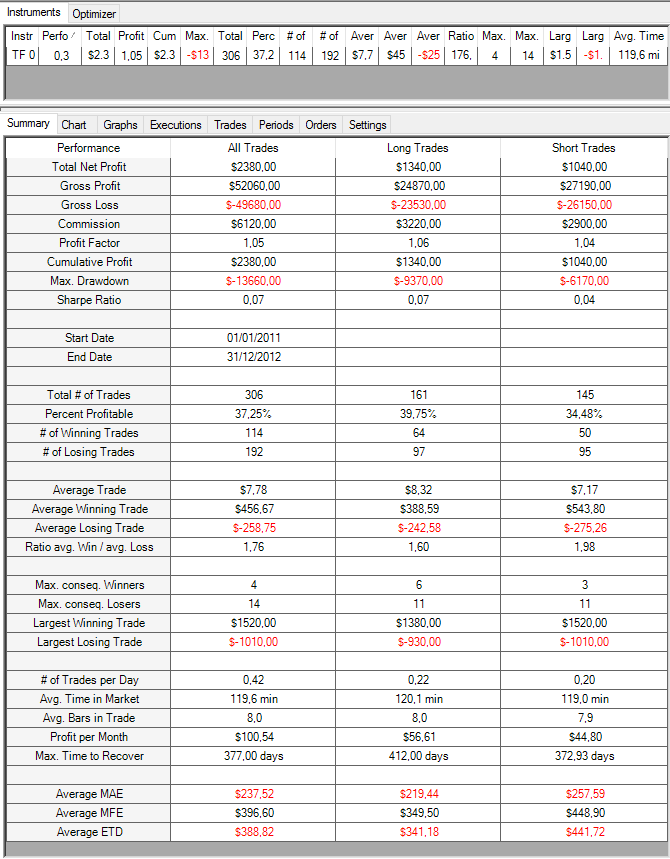 Instruments Optimizer
Instr Perfo Total Profit Cum Max. Total Perc # of # of Aver Aver Aver Ratio Max. Max. Larg Larg Avg. Time
TF 0 0,3 $2.3 1,05 $2.3 -$13 306 37,2 114 192 $7,7 $45 -$25 176, 4 14 $1.5 -$1. 119,6 mi
Summary Chart Graphs Executions Trades Periods Orders Settings
Performance All Trades Long Trades Short Trades
Total Net Profit $2380,00 $1340,00 $1040,00
Gross Profit $52060,00 $24870,00 $27190,00
Gross Loss $-49680,00 $-23530,00 $-26150,00
Commission $6120,00 $3220,00 $2900,00
Profit Factor 1,05 1,06 1,04
Cumulative Profit $2380,00 $1340,00 $1040,00
Max. Drawdown $-13660,00 $-9370,00 $-6170,00
Sharpe Ratio 0,07 0,07 0,04
Start Date 01/01/2011
End Date 31/12/2012
Total # of Trades 306 161 145
Percent Profitable 37,25% 39,75% 34,48%
# of Winning Trades 114 64 50
# of Losing Trades 192 97 95
Average Trade $7,78 $8,32 $7,17
Average Winning Trade $456,67 $388,59 $543,80
Average Losing Trade $-258,75 $-242,58 $-275,26
Ratio avg. Win / avg. Loss 1,76 1,60 1,98
Max. conseq. Winners 4 6 3
Max. conseq. Losers 14 11 11
Largest Winning Trade $1520,00 $1380,00 $1520,00
Largest Losing Trade $-1010,00 $-930,00 $-1010,00
# of Trades per Day 0,42 0,22 0,20
Avg. Time in Market 119,6 min 120,1 min 119,0 min
Avg. Bars in Trade 8,0 8,0 7,9
Profit per Month $100,54 $56,61 $44,80
Max. Time to Recover 377,00 days 412,00 days 372,93 days
Average MAE $237,52 $219,44 $257,59
Average MFE $396,60 $349,50 $448,90
Average ETD $388,82 $341,18 $441,72